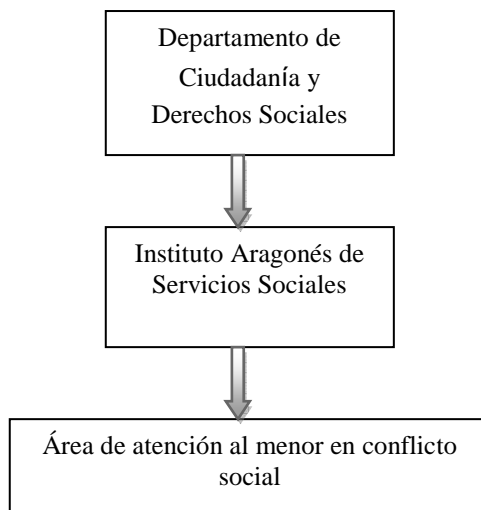 Departamento de
Ciudadanía y
Derechos Sociales
Instituto Aragonés de
Servicios Sociales
Área de atención al menor en conflicto
social